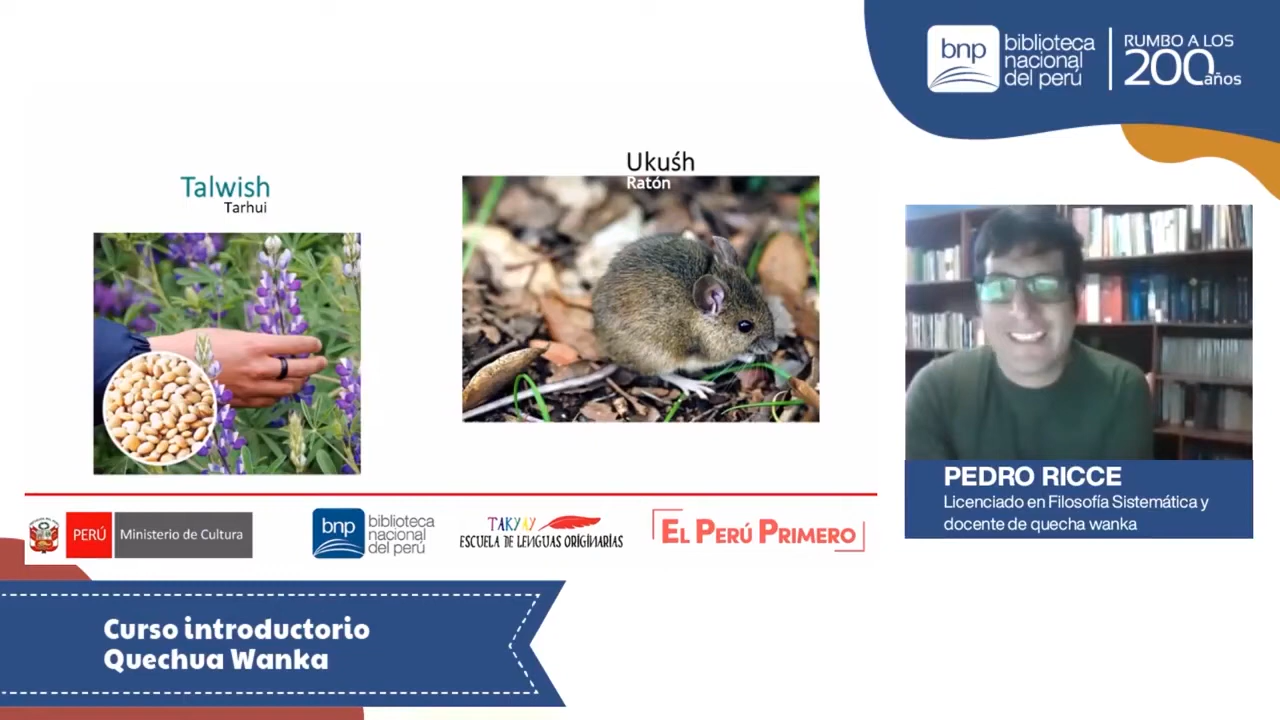 bnp
biblioteca
nacional
del perú
RUMBO A LOS
200 años
Talwish
Tarhui
Ukuśh
Ratón
PEDRO RICCE
Licenciado en Filosofía Sistemática y
docente de quecha wanka
PERÚ
Ministerio de Cultura
bnp
biblioteca
nacional
del perú
TAKYAY
ESCUELA DE LENGUAS ORIGINARIAS
EL PERÚ PRIMERO
Curso introductorio
Quechua Wanka